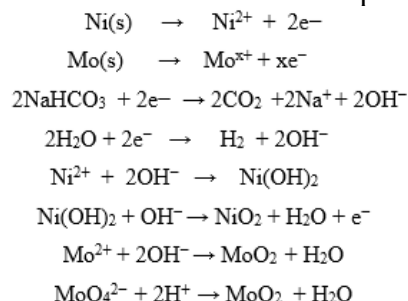 Ni(s) → Ni²⁺ + 2e−
Mo(s) → Moˣ⁺ + xe⁻
2NaHCO₃ + 2e− → 2CO₂ +2Na⁺ + 2OH⁻
2H₂O + 2e⁻ → H₂ + 2OH⁻
Ni²⁺ + 2OH⁻ → Ni(OH)₂
Ni(OH)₂ + OH⁻ → NiO₂ + H₂O + e⁻
Mo²⁺ + 2OH⁻ → MoO₂ + H₂O
MoO₄²⁻ + 2H⁺ → MoO₂ + H₂O